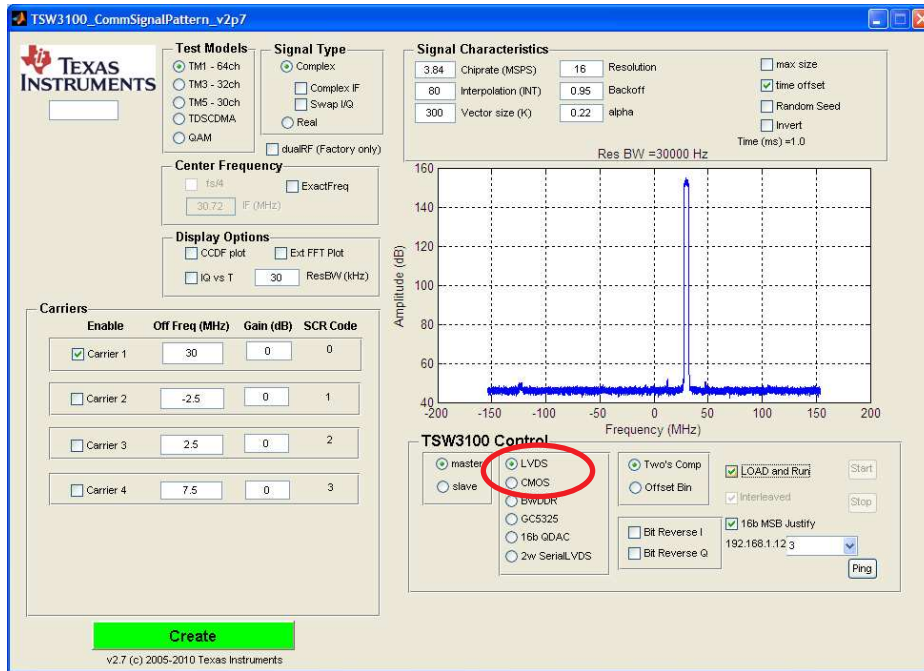 TSW3100_CommSignalPattern_v2p7
TEXAS
INSTRUMENTS
Test Models
TM1 - 64ch
TM3 - 32ch
TM5 - 30ch
TDSCDMA
QAM
Signal Type
Complex
Complex IF
Swap I/Q
Real
dualRF (Factory only)
Center Frequency
fs/4
ExactFreq
30.72 IF (MHz)
Display Options
CCDF plot
Ext FFT Plot
IQ vs T
30 ResBW (kHz)
Signal Characteristics
3.84 Chiprate (MSPS)
16 Resolution
80 Interpolation (INT)
0.95 Backoff
300 Vector size (K)
0.22 alpha
max size
time offset
Random Seed
Invert
Time (ms) =1.0
Res BW =30000 Hz
Amplitude (dB)
160
140
120
100
80
60
40
-200 -150 -100 -50 0 50 100 150 200
Frequency (MHz)
Carriers
Enable Off Freq (MHz) Gain (dB) SCR Code
Carrier 1 30 0 0
Carrier 2 -2.5 0 1
Carrier 3 2.5 0 2
Carrier 4 7.5 0 3
TSW3100 Control
master
slave
LVDS
CMOS
BWDDR
GC5325
16b QDAC
2w SerialLVDS
Two's Comp
Offset Bin
Bit Reverse I
Bit Reverse Q
LOAD and Run
Interleaved
16b MSB Justify
192.168.1.12 3
Start
Stop
Ping
Create
v2.7 (c) 2005-2010 Texas Instruments